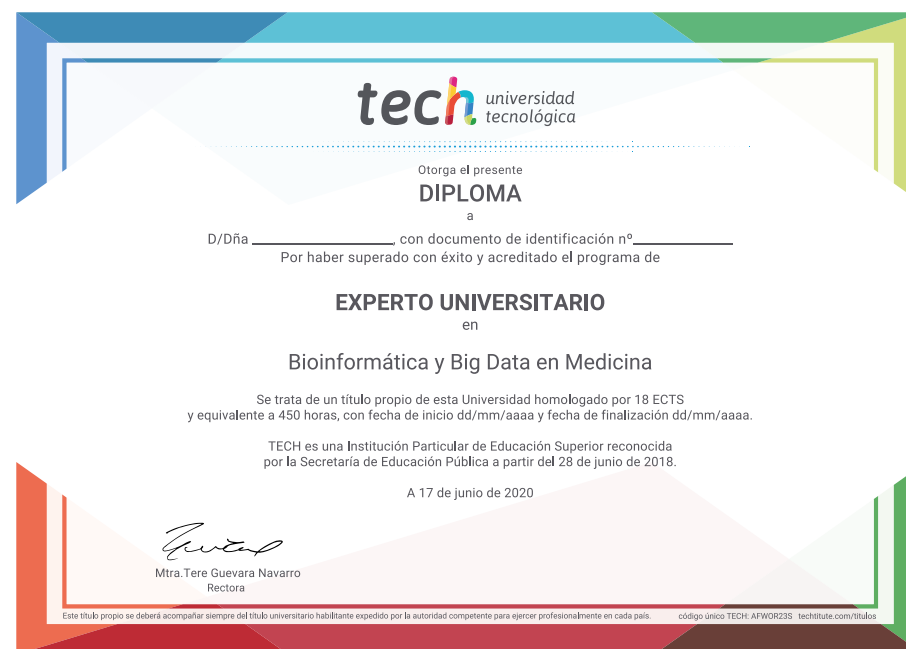 tech universidad
tecnológica
Otorga el presente
DIPLOMA
a
D/Dña ____________________, con documento de identificación nº______________
Por haber superado con éxito y acreditado el programa de
EXPERTO UNIVERSITARIO
en
Bioinformática y Big Data en Medicina
Se trata de un título propio de esta Universidad homologado por 18 ECTS
y equivalente a 450 horas, con fecha de inicio dd/mm/aaaa y fecha de finalización dd/mm/aaaa.
TECH es una Institución Particular de Educación Superior reconocida
por la Secretaría de Educación Pública a partir del 28 de junio de 2018.
A 17 de junio de 2020
Mtra.Tere Guevara Navarro
Rectora
Este título propio se deberá acompañar siempre del título universitario habilitante expedido por la autoridad competente para ejercer profesionalmente en cada país. código único TECH: AFWOR23S techtitute.com/titulos